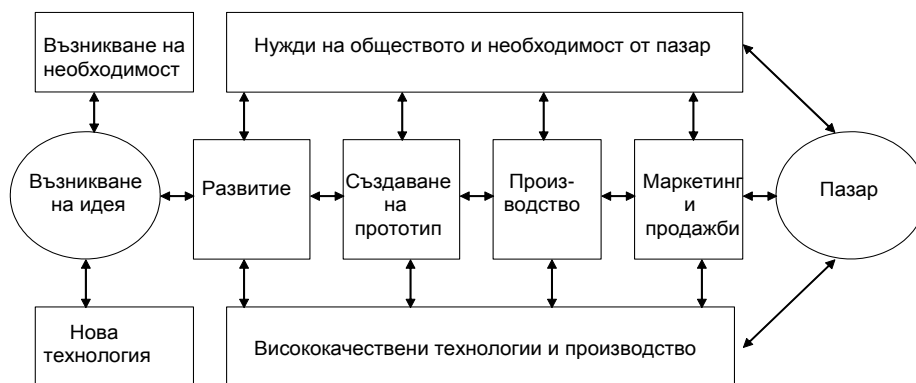 Възникване на
необходимост
Нужди на обществото и необходимост от пазар
Възникване
на идея
Развитие
Създаване
на
прототип
Произ-
водство
Маркетинг
и
продажби
Пазар
Нова
технология
Висококачествени технологии и производство